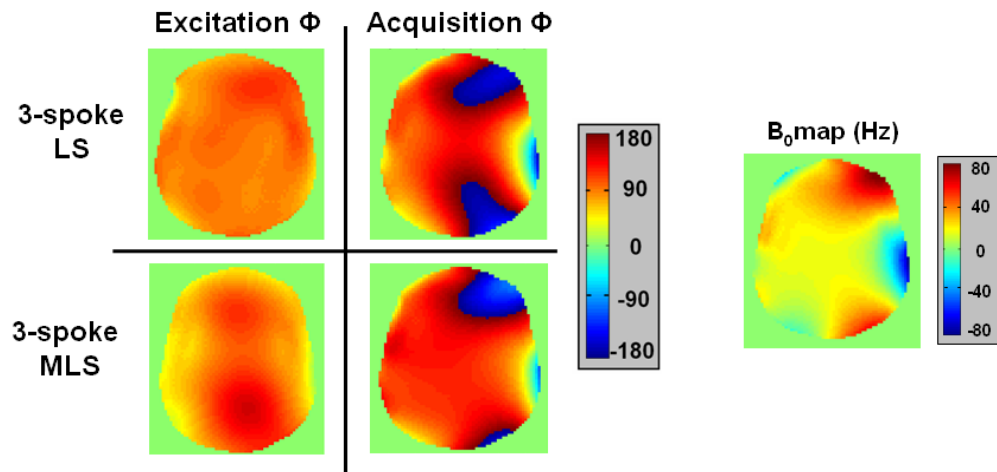 Excitation Φ
Acquisition Φ
3-spoke
LS
180
90
0
-90
-180
B₀map (Hz)
80
40
0
-40
-80
3-spoke
MLS